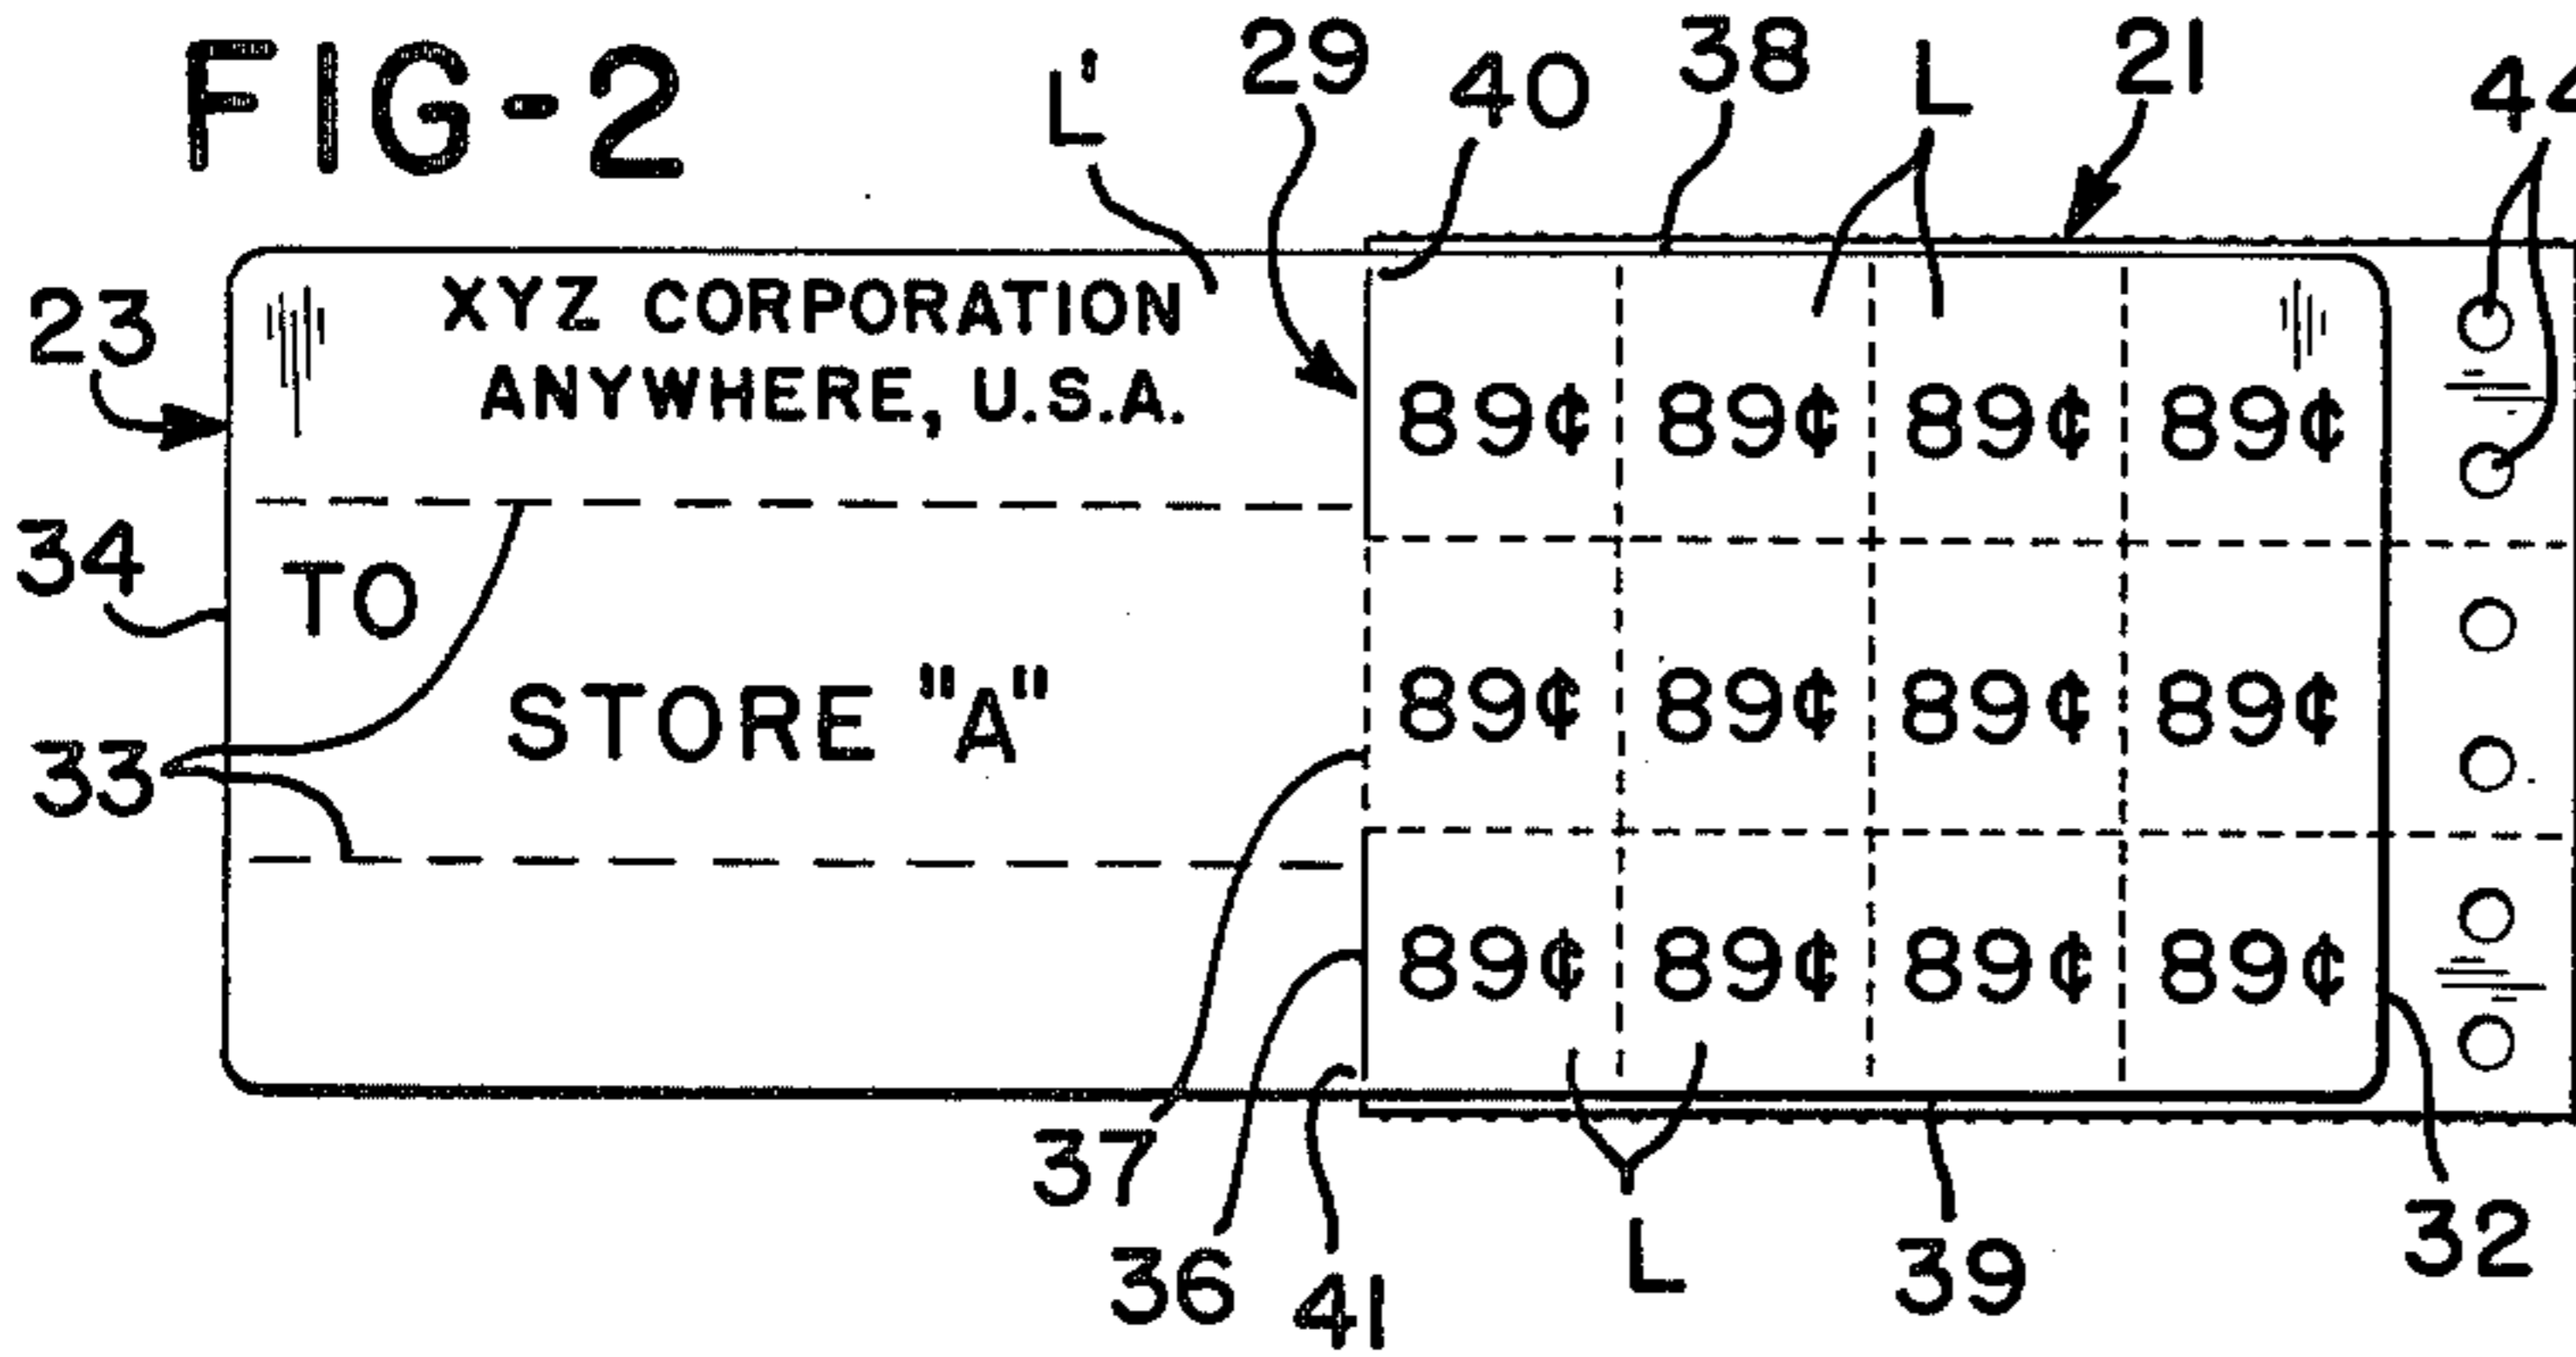 FIG-2
L' 29 40 38 L 21 44
23 XYZ CORPORATION
ANYWHERE, U.S.A.
89¢ 89¢ 89¢ 89¢
34 TO
33 STORE "A" 89¢ 89¢ 89¢ 89¢
89¢ 89¢ 89¢ 89¢
37 36 41 L 39 32